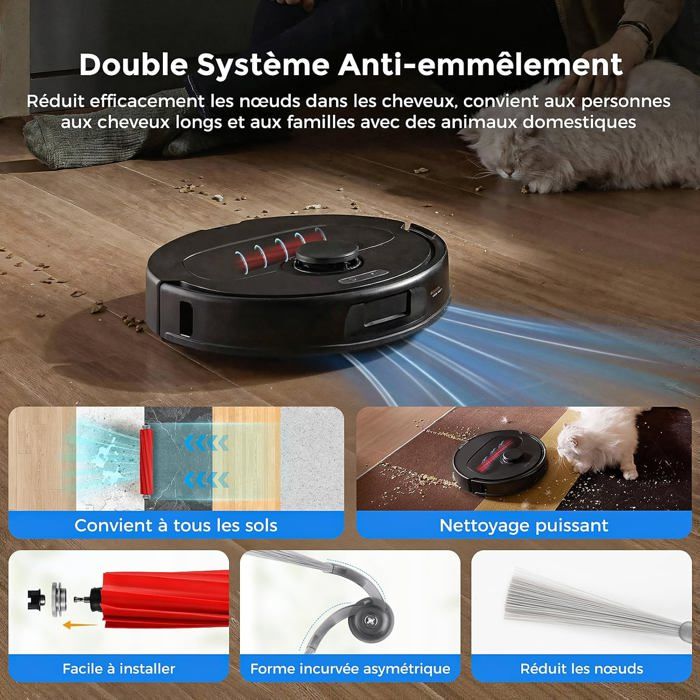 Double Système Anti-emmêlement
Réduit efficacement les nœuds dans les cheveux, convient aux personnes
aux cheveux longs et aux familles avec des animaux domestiques
Convient à tous les sols
Nettoyage puissant
Facile à installer
Forme incurvée asymétrique
Réduit les nœuds